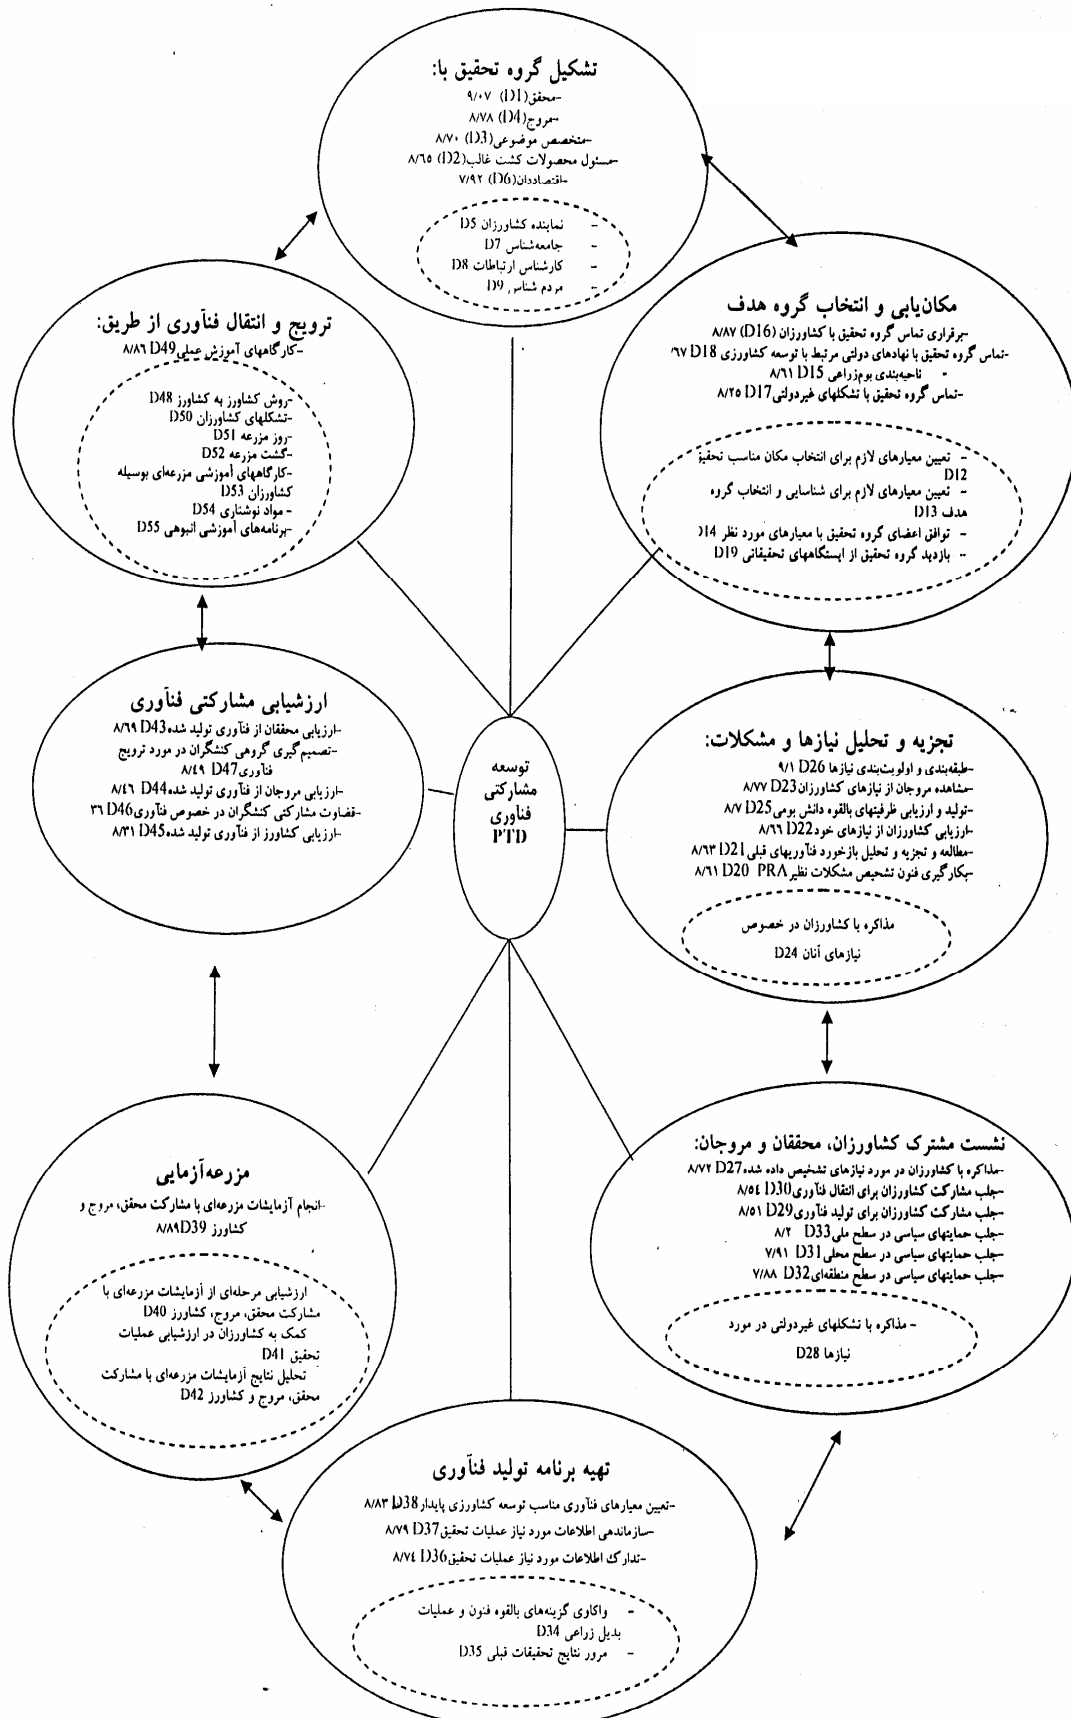 تشکیل گروه تحقیق با:
-محقق(D1) ۹/۰۷
-مروج(D4) ۸/۷۸
-متخصص موضوعی(D3) ۸/۷۰
-مسئول محصولات کشت غالب(D2) ۸/۶۵
-اقتصاددان(D6) ۷/۹۲
- نماینده کشاورزان D5
- جامعه‌شناس D7
- کارشناس ارتباطات D8
- مردم شناس D9
مکان‌یابی و انتخاب گروه هدف
-برقراری تماس گروه تحقیق با کشاورزان (D16) ۸/۸۷
-تماس گروه تحقیق با نهادهای دولتی مرتبط با توسعه کشاورزی D18 ۶۷/
- ناحیه‌بندی بوم‌زراعی D15 ۸/۶۱
-تماس گروه تحقیق با تشکلهای غیردولتی D17 ۸/۲۵
- تعیین معیارهای لازم برای انتخاب مکان مناسب تحقیق
D12
- تعیین معیارهای لازم برای شناسایی و انتخاب گروه
هدف D13
- توافق اعضای گروه تحقیق با معیارهای مورد نظر D14
- بازدید گروه تحقیق از ایستگاههای تحقیقاتی D19
تجزیه و تحلیل نیازها و مشکلات:
-طبقه‌بندی و اولویت‌بندی نیازها D26 ۹/۱
-مشاهده مروجان از نیازهای کشاورزان D23 ۸/۷۷
-تولید و ارزیابی ظرفیتهای بالقوه دانش بومی D25 ۸/۷
-ارزیابی کشاورزان از نیازهای خود D22 ۸/۶۶
-مطالعه و تجزیه و تحلیل بازخورد فنآوریهای قبلی D21 ۸/۶۳
-بکارگیری فنون تشخیص مشکلات نظیر PRA D20 ۸/۶۱
مذاکره با کشاورزان در خصوص
نیازهای آنان D24
نشست مشترک کشاورزان، محققان و مروجان:
-مذاکره با کشاورزان در مورد نیازهای تشخیص داده شده D27 ۸/۷۲
-جلب مشارکت کشاورزان برای انتقال فنآوری D30 ۸/۵٤
-جلب مشارکت کشاورزان برای تولید فنآوری D29 ۸/۵۱
-جلب حمایتهای سیاسی در سطح ملی D33 ۸/۲
-جلب حمایتهای سیاسی در سطح محلی D31 ۷/۹۱
-جلب حمایتهای سیاسی در سطح منطقه‌ای D32 ۷/۸۸
- مذاکره با تشکلهای غیردولتی در مورد
نیازها D28
تهیه برنامه تولید فنآوری
-تعیین معیارهای فنآوری مناسب توسعه کشاورزی پایدار D38 ۸/۸۳
-سازماندهی اطلاعات مورد نیاز عملیات تحقیق D37 ۸/۷۹
-تدارک اطلاعات مورد نیاز عملیات تحقیق D36 ۸/۷٤
- واکاوی گزینه‌های بالقوه فنون و عملیات
بدیل زراعی D34
- مرور نتایج تحقیقات قبلی D35
مزرعه‌آزمایی
-انجام آزمایشات مزرعه‌ای با مشارکت محقق، مروج و
کشاورز D39 ۸/۸۹
ارزشیابی مرحله‌ای از آزمایشات مزرعه‌ای با
مشارکت محقق، مروج، کشاورز D40
کمک به کشاورزان در ارزشیابی عملیات
تحقیق D41
تحلیل نتایج آزمایشات مزرعه‌ای با مشارکت
محقق، مروج و کشاورز D42
ارزشیابی مشارکتی فنآوری
-ارزیابی محققان از فنآوری تولید شده D43 ۸/۶۹
-تصمیم‌گیری گروهی کنشگران در مورد ترویج
فنآوری D47 ۸/٤۹
-ارزیابی مروجان از فنآوری تولید شده D44 ۸/٤۶
-قضاوت مشارکتی کنشگران در خصوص فنآوری D46 ۳۶
-ارزیابی کشاورز از فنآوری تولید شده D45 ۸/۳۱
ترویج و انتقال فنآوری از طریق:
-کارگاههای آموزش عملی D49 ۸/۸۶
-روش کشاورز به کشاورز D48
-تشکلهای کشاورزان D50
-روز مزرعه D51
-گشت مزرعه D52
-کارگاههای آموزشی مزرعه‌ای بوسیله
کشاورزان D53
- مواد نوشتاری D54
-برنامه‌های آموزشی انبوهی D55
توسعه
مشارکتی
فنآوری
PTD